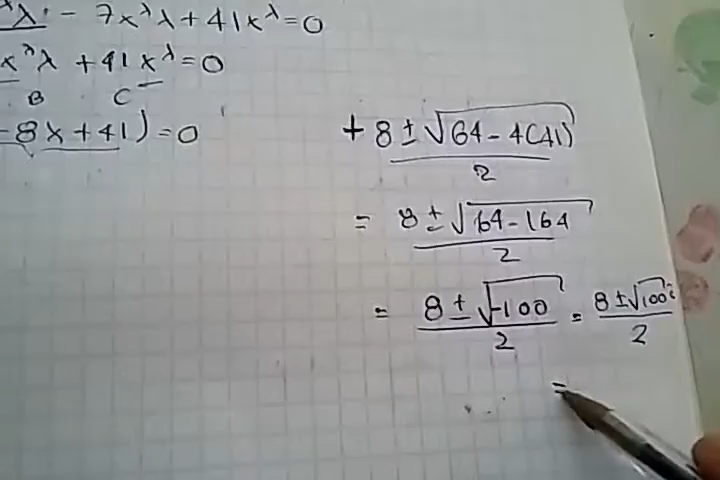 λ - 7x^λ λ + 41x^λ = 0
x^λ λ + 41x^λ = 0
B C
- 8x + 41) = 0
+ 8 ± √64 - 4(41)
2
= 8 ± √64 - 164
2
= 8 ± √-100 = 8 ± √100 i
2 2
=